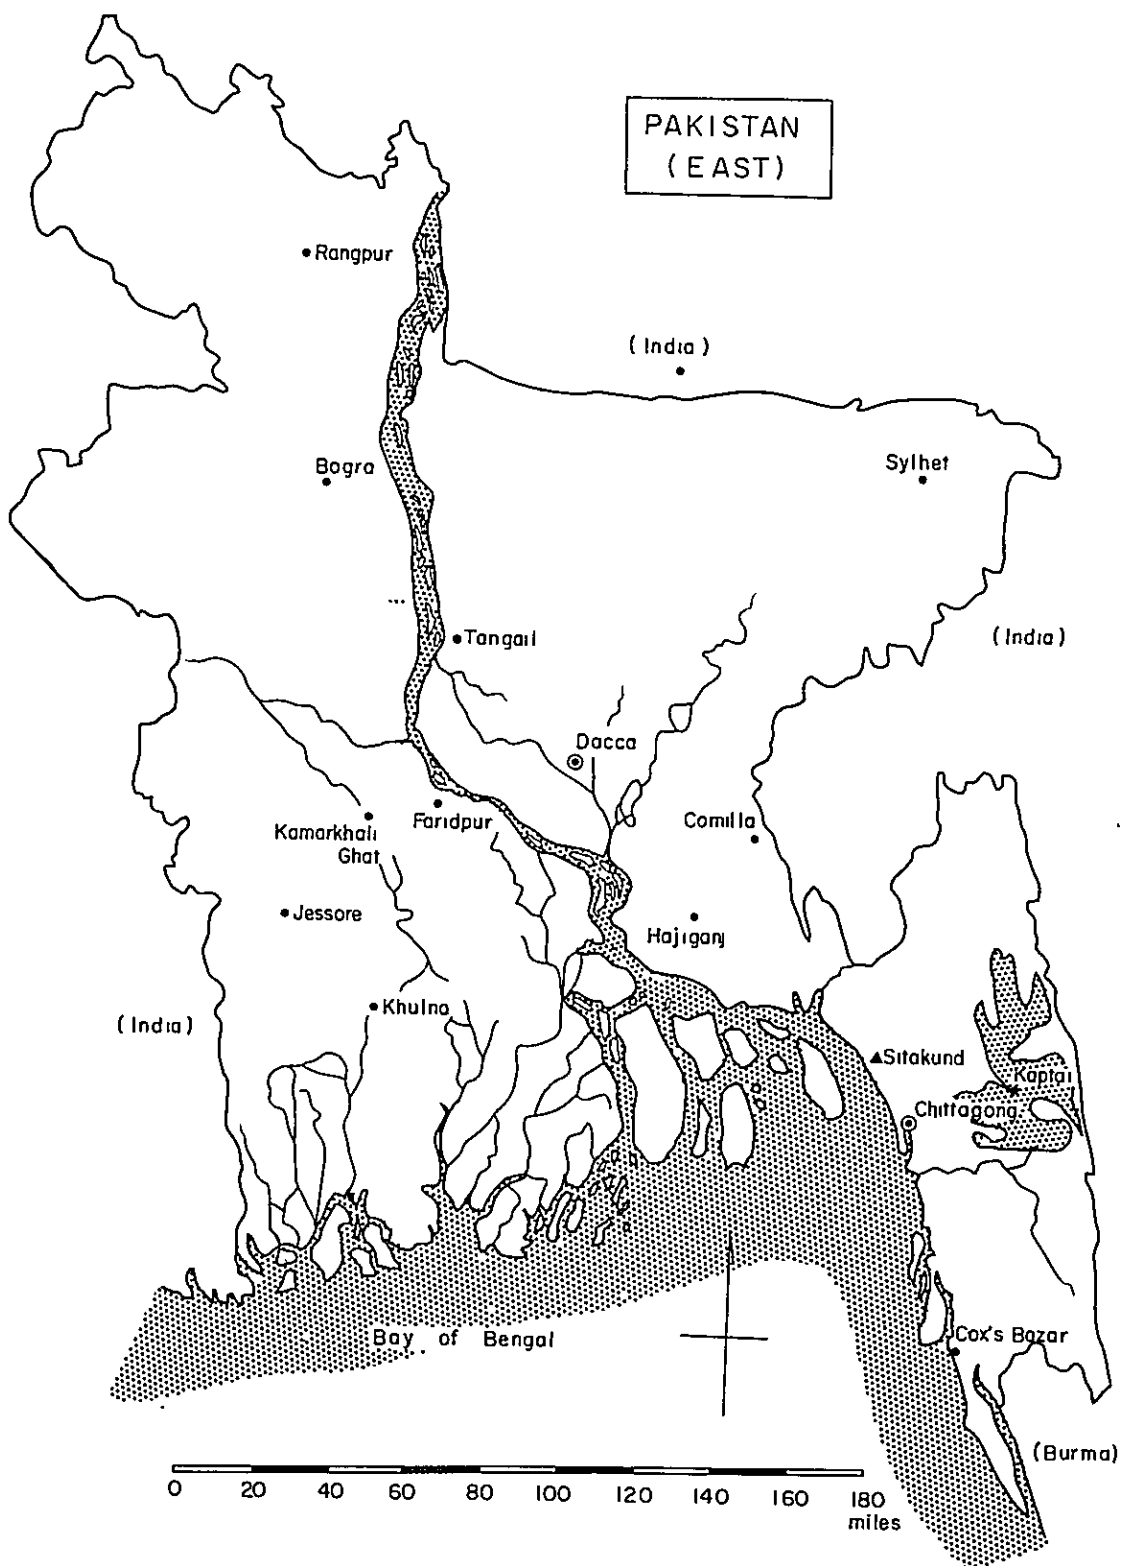 PAKISTAN
(EAST)
Rangpur
(India)
Bogra
Sylhet
Tangail
(India)
Dacca
Kamarkhali
Ghat
Faridpur
Comilla
Jessore
Hajiganj
(India)
Khulna
Sitakund
Kaptai
Chittagong
Bay of Bengal
Cox's Bazar
(Burma)
0 20 40 60 80 100 120 140 160 180
miles